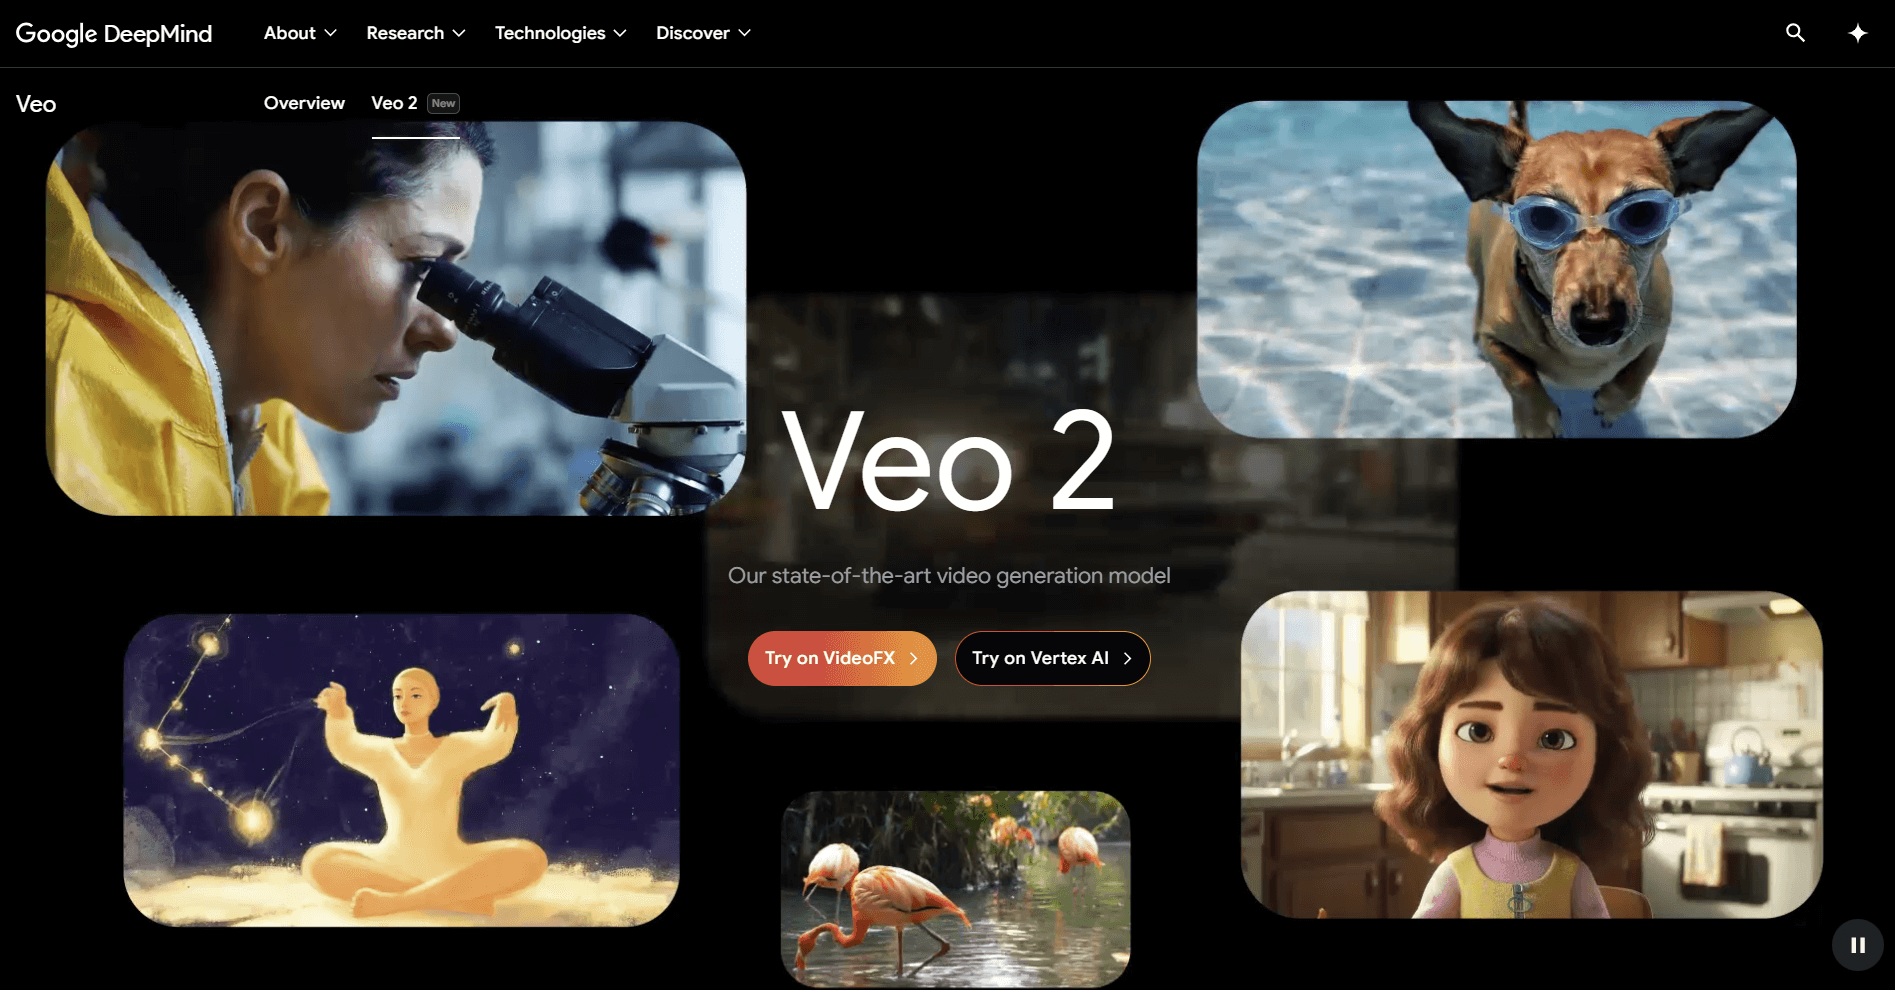 Google DeepMind
About
Research
Technologies
Discover
Veo
Overview
Veo 2 New
Veo 2
Our state-of-the-art video generation model
Try on VideoFX
Try on Vertex AI